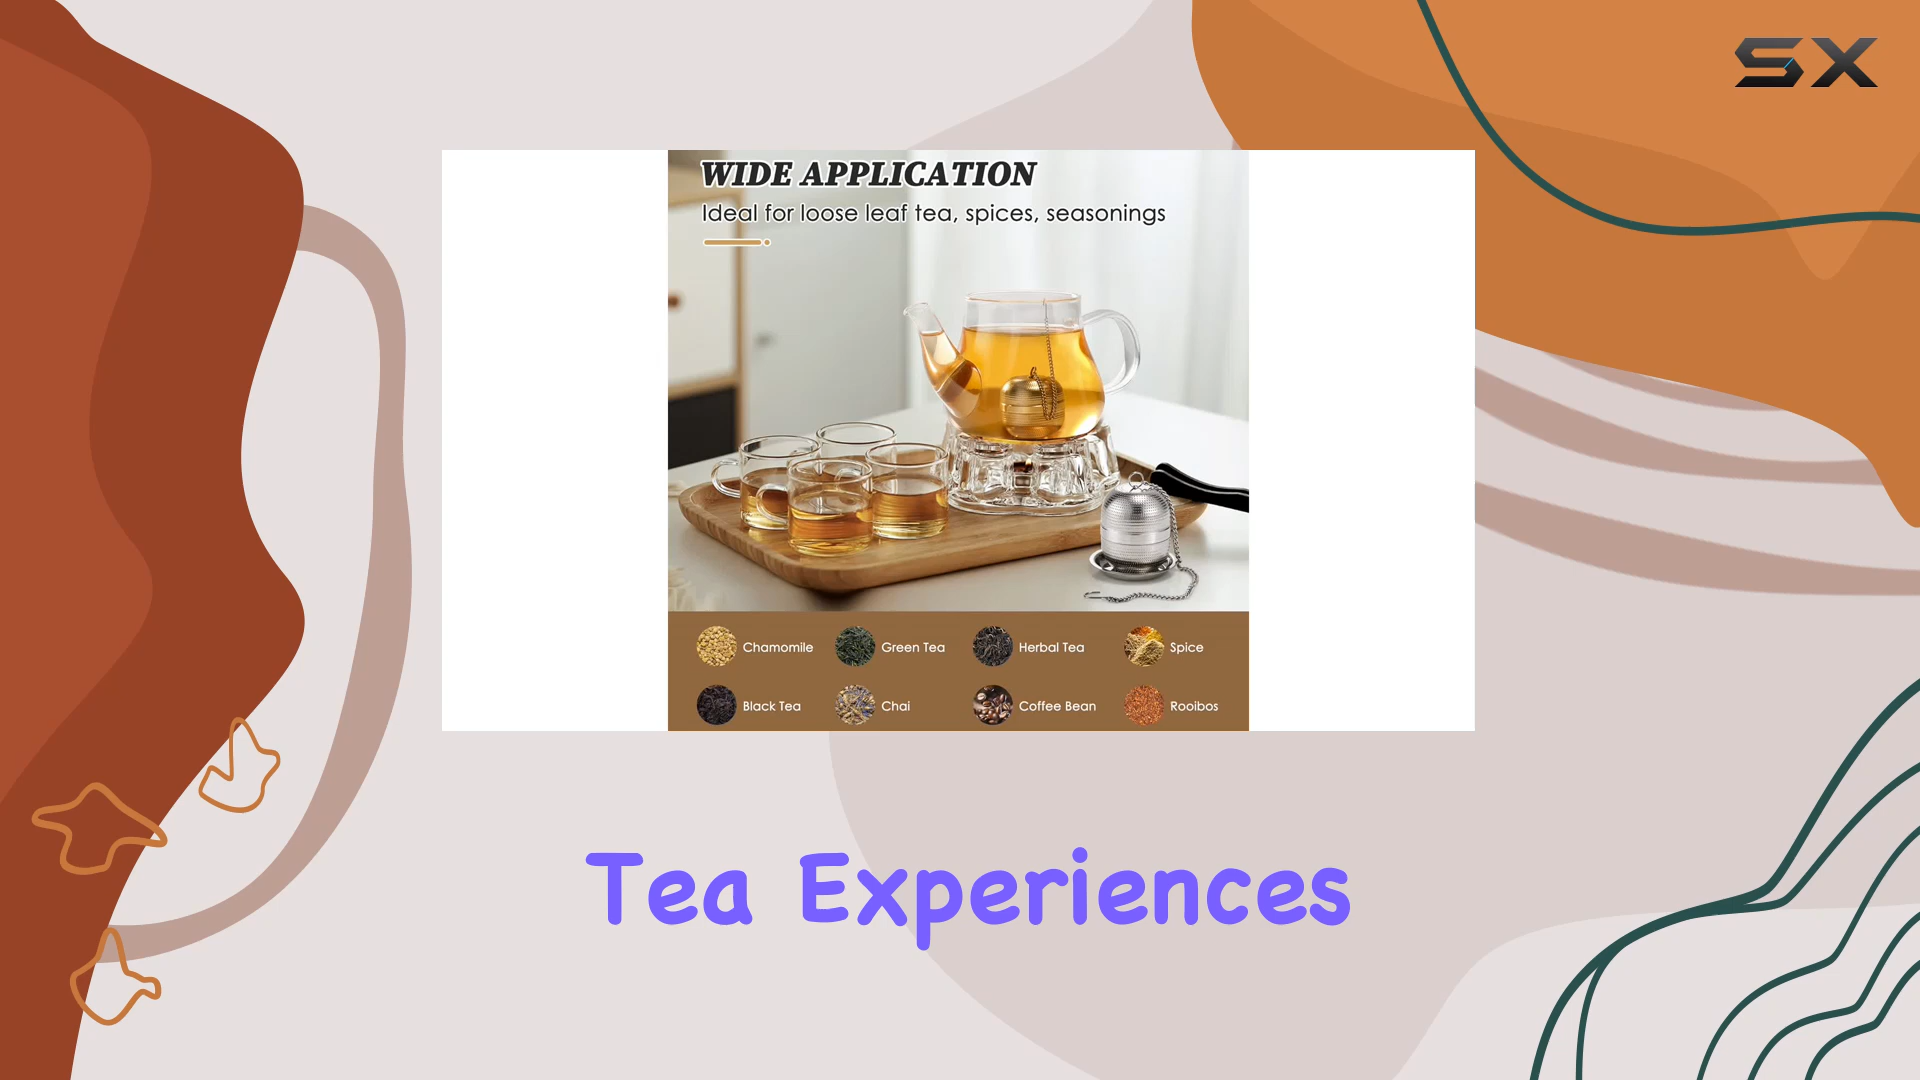 SX
WIDE APPLICATION
Ideal for loose leaf tea, spices, seasonings
Chamomile
Green Tea
Herbal Tea
Spice
Black Tea
Chai
Coffee Bean
Rooibos
Tea Experiences